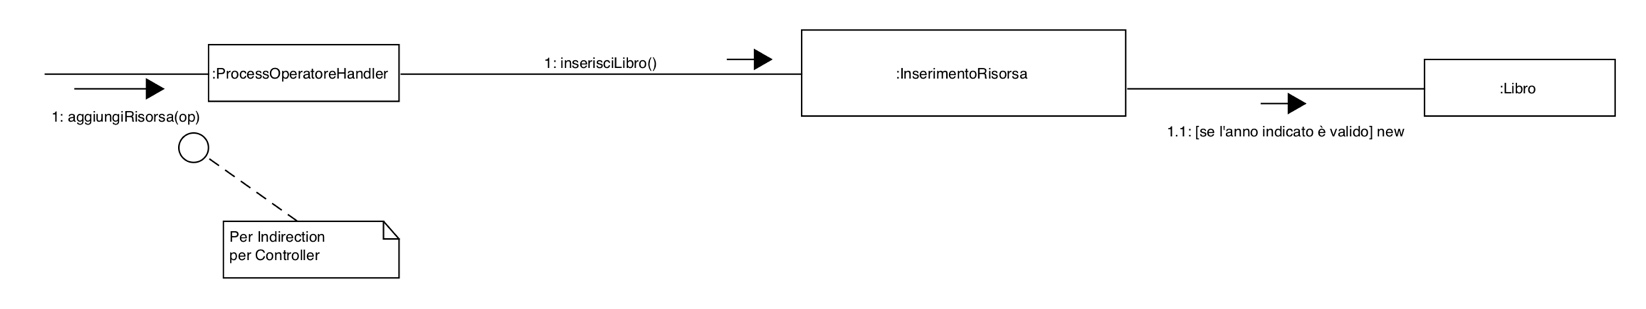 :ProcessOperatoreHandler
1: inserisciLibro()
:InserimentoRisorsa
:Libro
1: aggiungiRisorsa(op)
1.1: [se l'anno indicato è valido] new
Per Indirection
per Controller